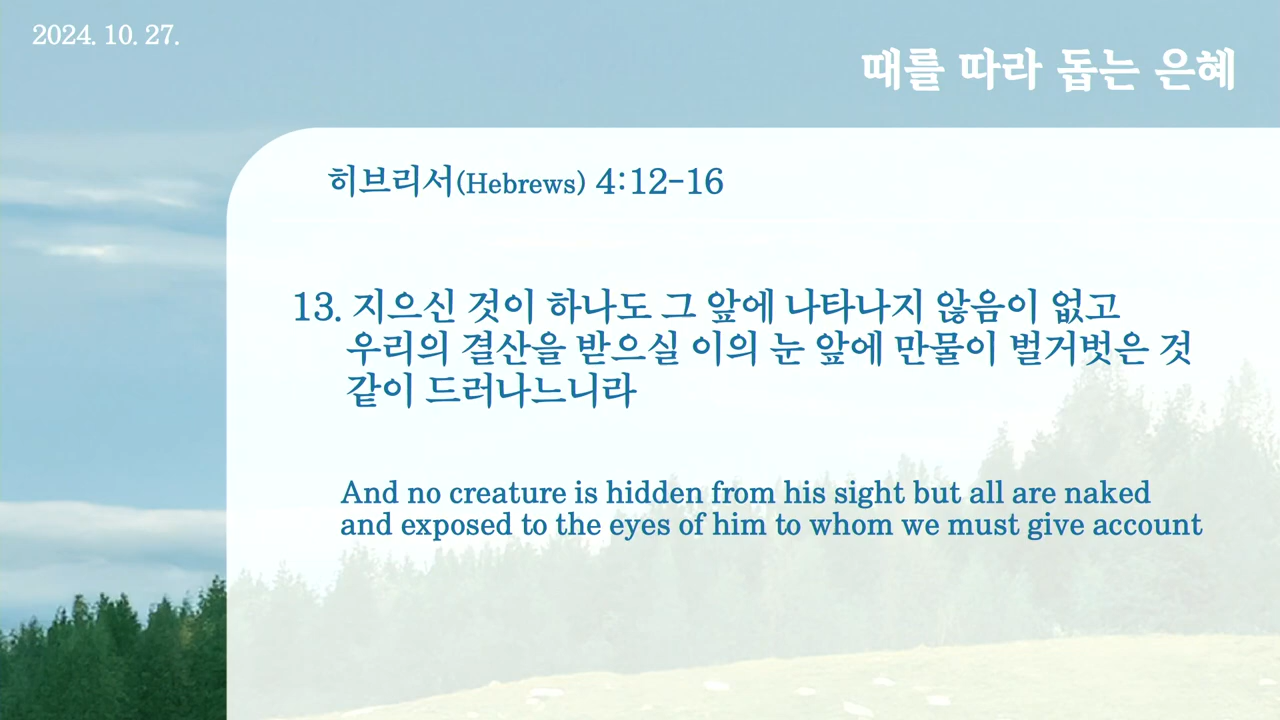 2024. 10. 27.
때를 따라 돕는 은혜
히브리서(Hebrews) 4:12-16
13. 지으신 것이 하나도 그 앞에 나타나지 않음이 없고
우리의 결산을 받으실 이의 눈 앞에 만물이 벌거벗은 것
같이 드러나느니라
And no creature is hidden from his sight but all are naked
and exposed to the eyes of him to whom we must give account